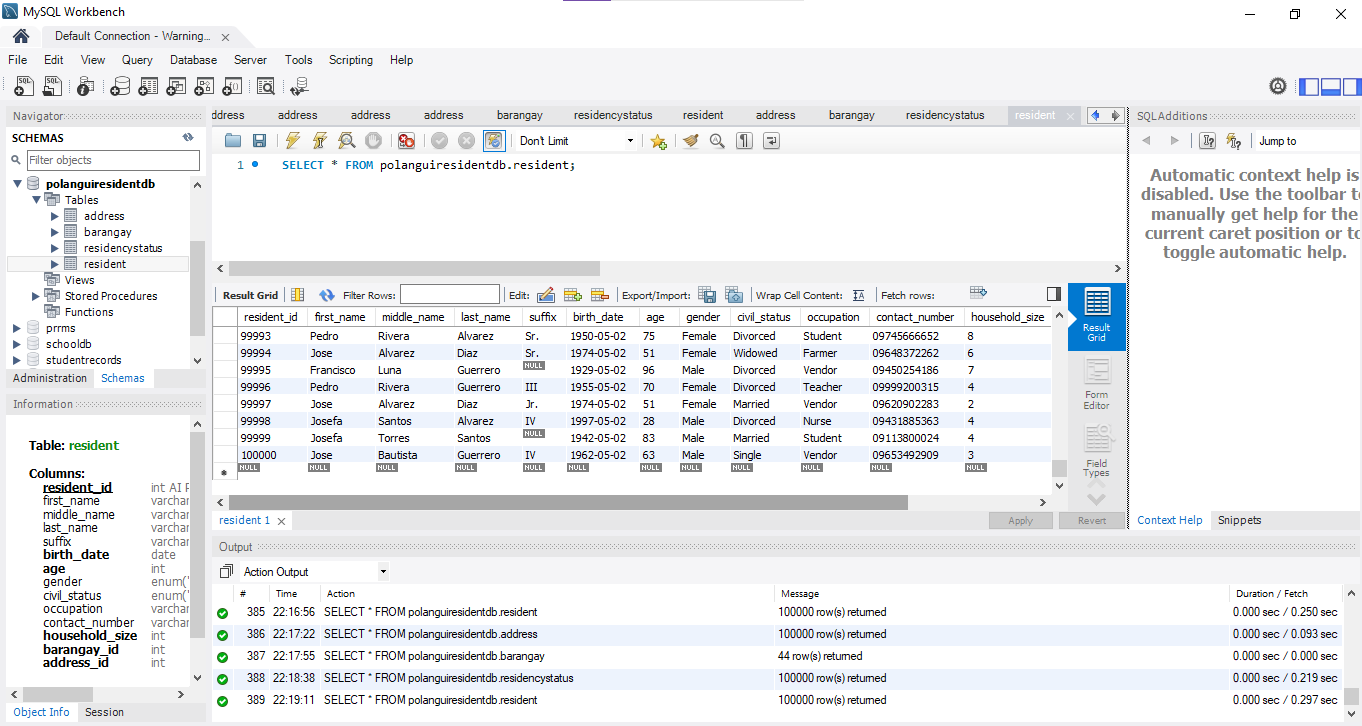 MySQL Workbench
Default Connection - Warning...
File Edit View Query Database Server Tools Scripting Help
Navigator
SCHEMAS
Filter objects
polanguiresidentdb
Tables
address
barangay
residencystatus
resident
Views
Stored Procedures
Functions
prrms
schooldb
studentrecords
Administration Schemas
Information
Table: resident
Columns:
resident_id int AI P
first_name varchar
middle_name varchar
last_name varchar
suffix varchar
birth_date date
age int
gender enum('
civil_status enum('
occupation varchar
contact_number varchar
household_size int
barangay_id int
address_id int
Object Info Session
ddress address address address barangay residencystatus resident address barangay residencystatus resident
Don't Limit
1 SELECT * FROM polanguiresidentdb.resident;
Result Grid Filter Rows: Edit: Export/Import: Wrap Cell Content: Fetch rows:
resident_id first_name middle_name last_name suffix birth_date age gender civil_status occupation contact_number household_size
99993 Pedro Rivera Alvarez Sr. 1950-05-02 75 Female Divorced Student 09745666652 8
99994 Jose Alvarez Diaz Sr. 1974-05-02 51 Female Widowed Farmer 09648372262 6
99995 Francisco Luna Guerrero NULL 1929-05-02 96 Male Divorced Vendor 09450254186 7
99996 Pedro Rivera Guerrero III 1955-05-02 70 Female Divorced Teacher 09999200315 4
99997 Jose Alvarez Diaz Jr. 1974-05-02 51 Female Married Vendor 09620902283 2
99998 Josefa Santos Alvarez IV 1997-05-02 28 Male Divorced Nurse 09431885363 4
99999 Josefa Torres Santos NULL 1942-05-02 83 Male Married Student 09113800024 4
100000 Jose Bautista Guerrero IV 1962-05-02 63 Male Single Vendor 09653492909 3
NULL NULL NULL NULL NULL NULL NULL NULL NULL NULL NULL NULL
Result Grid
Form Editor
Field Types
resident 1
Apply Revert
SQLAdditions
Jump to
Automatic context help is
disabled. Use the toolbar to
manually get help for the
current caret position or to
toggle automatic help.
Context Help Snippets
Output
Action Output
# Time Action Message Duration / Fetch
385 22:16:56 SELECT * FROM polanguiresidentdb.resident 100000 row(s) returned 0.000 sec / 0.250 sec
386 22:17:22 SELECT * FROM polanguiresidentdb.address 100000 row(s) returned 0.000 sec / 0.093 sec
387 22:17:55 SELECT * FROM polanguiresidentdb.barangay 44 row(s) returned 0.000 sec / 0.000 sec
388 22:18:38 SELECT * FROM polanguiresidentdb.residencystatus 100000 row(s) returned 0.000 sec / 0.219 sec
389 22:19:11 SELECT * FROM polanguiresidentdb.resident 100000 row(s) returned 0.000 sec / 0.297 sec